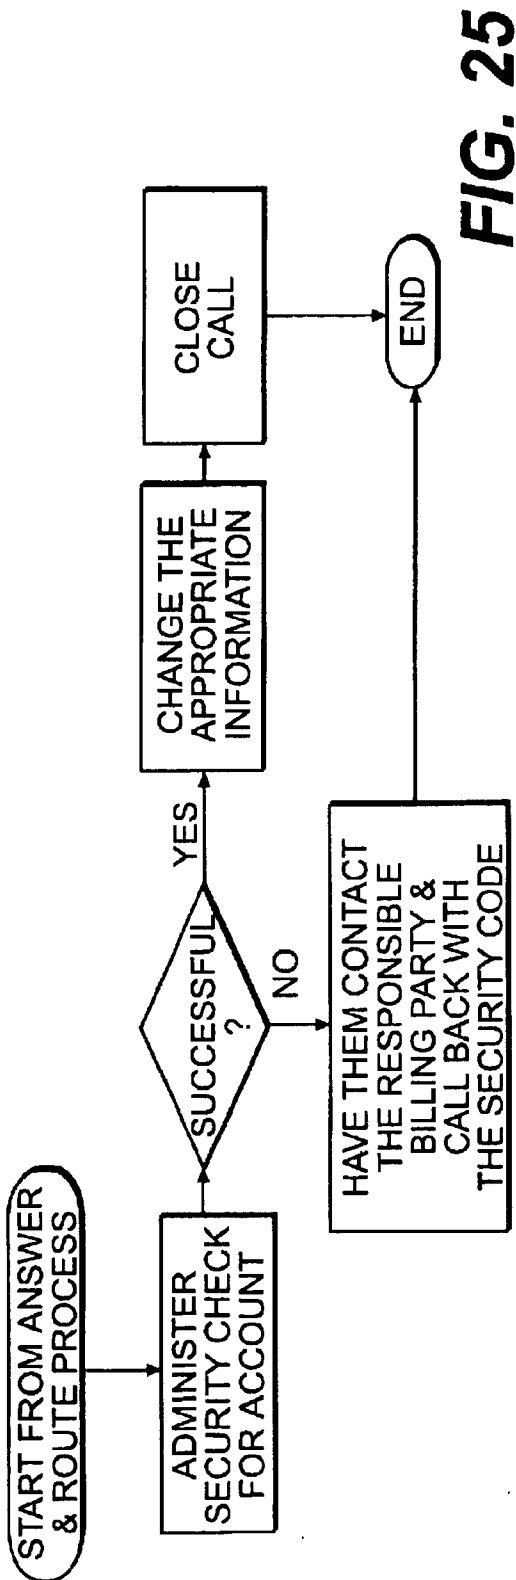 START FROM ANSWER
& ROUTE PROCESS
ADMINISTER
SECURITY CHECK
FOR ACCOUNT
SUCCESSFUL
?
YES
NO
CHANGE THE
APPROPRIATE
INFORMATION
CLOSE
CALL
HAVE THEM CONTACT
THE RESPONSIBLE
BILLING PARTY &
CALL BACK WITH
THE SECURITY CODE
END
FIG. 25